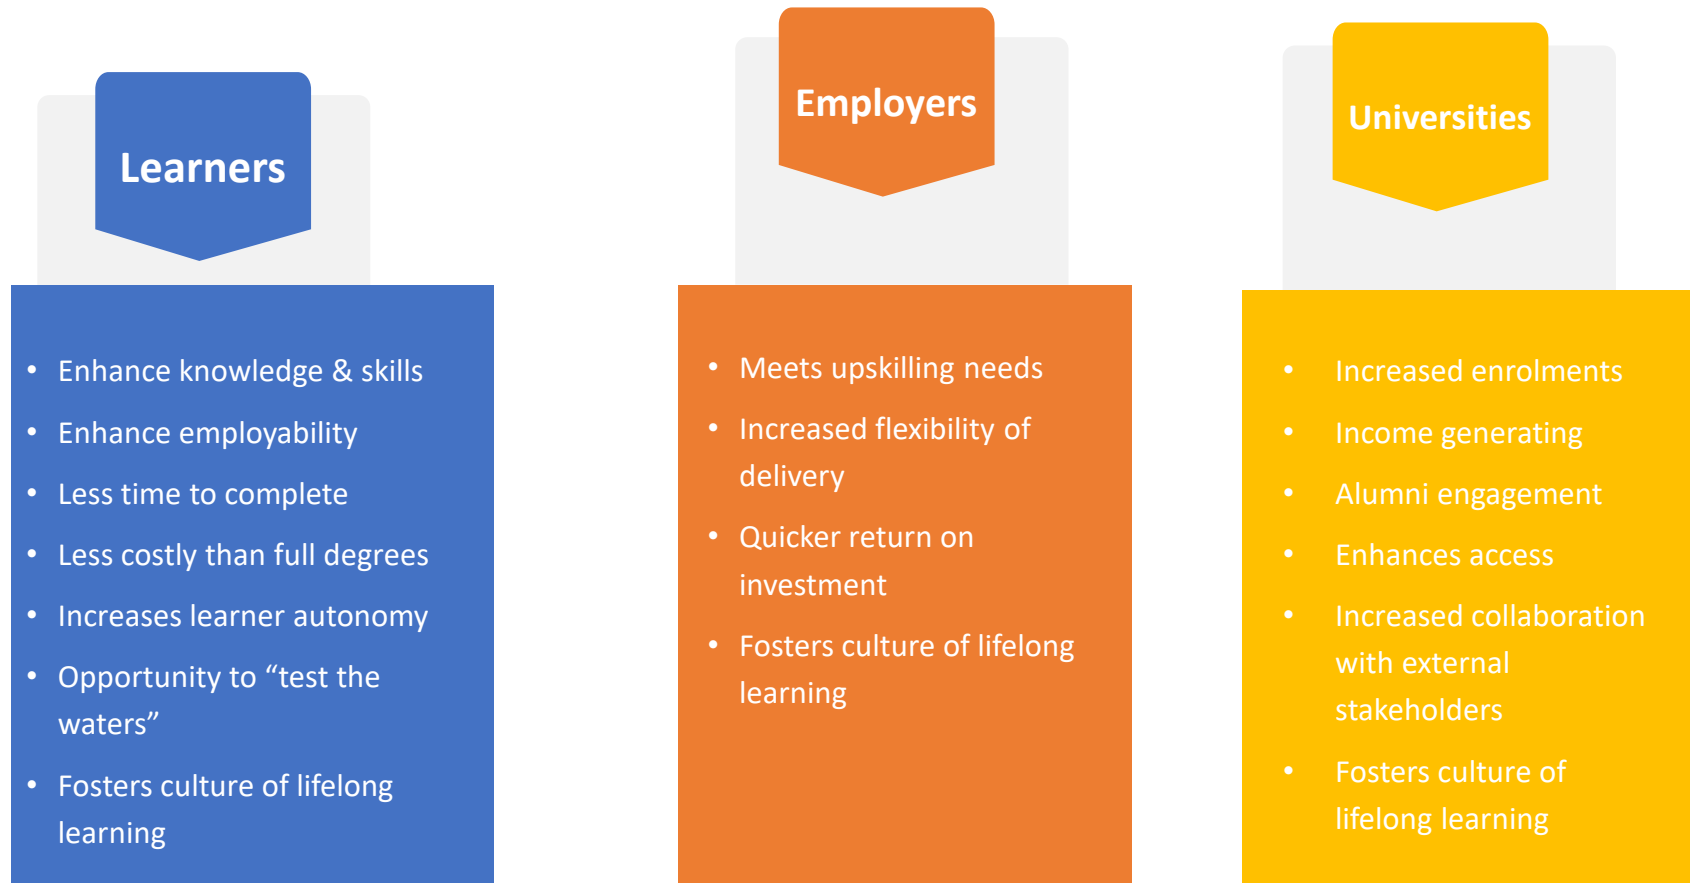 Learners
• Enhance knowledge & skills
• Enhance employability
• Less time to complete
• Less costly than full degrees
• Increases learner autonomy
• Opportunity to “test the
waters”
• Fosters culture of lifelong
learning
Employers
• Meets upskilling needs
• Increased flexibility of
delivery
• Quicker return on
investment
• Fosters culture of lifelong
learning
Universities
• Increased enrolments
• Income generating
• Alumni engagement
• Enhances access
• Increased collaboration
with external
stakeholders
• Fosters culture of
lifelong learning